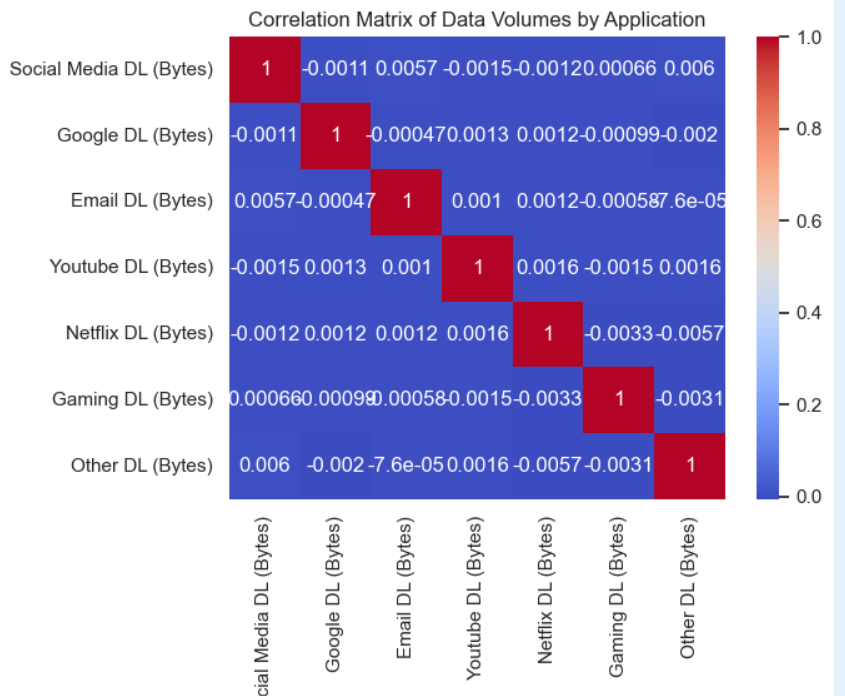 Correlation Matrix of Data Volumes by Application
Social Media DL (Bytes) 1 -0.0011 0.0057 -0.0015 -0.0012 0.00066 0.006 1.0
Google DL (Bytes) -0.0011 1 -0.00047 0.0013 0.0012 -0.00099 -0.002 0.8
Email DL (Bytes) 0.0057 -0.00047 1 0.001 0.0012 -0.00058 -7.6e-05 0.6
Youtube DL (Bytes) -0.0015 0.0013 0.001 1 0.0016 -0.0015 0.0016
Netflix DL (Bytes) -0.0012 0.0012 0.0012 0.0016 1 -0.0033 -0.0057 0.4
Gaming DL (Bytes) 0.00066 -0.00099 -0.00058 -0.0015 -0.0033 1 -0.0031 0.2
Other DL (Bytes) 0.006 -0.002 -7.6e-05 0.0016 -0.0057 -0.0031 1 0.0
cial Media DL (Bytes)
Google DL (Bytes)
Email DL (Bytes)
Youtube DL (Bytes)
Netflix DL (Bytes)
Gaming DL (Bytes)
Other DL (Bytes)